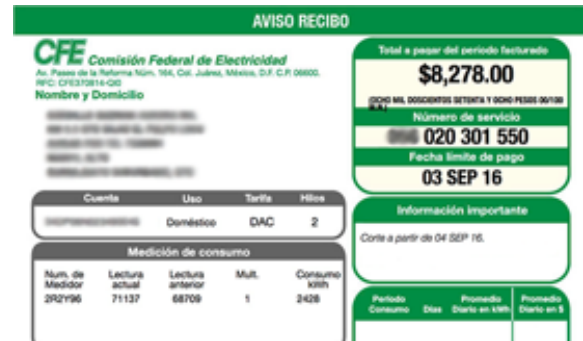 AVISO RECIBO
CFE Comisión Federal de Electricidad
Av. Paseo de la Reforma Núm. 164, Col. Juárez, México, D.F. C.P. 06600.
RFC: CFE370814-QI0
Nombre y Domicilio
Total a pagar del periodo facturado
$8,278.00
(OCHO MIL DOSCIENTOS SETENTA Y OCHO PESOS 00/100 M.N.)
Número de servicio
020 301 550
Fecha límite de pago
03 SEP 16
Cuenta Uso Tarifa Hilos
Doméstico DAC 2
Información importante
Corte a partir de 04 SEP 16.
Medición de consumo
Num. de Medidor Lectura actual Lectura anterior Mult. Consumo kWh
2R2Y96 71137 68709 1 2428
Periodo Consumo Días Promedio Diario en kWh Promedio Diario en $